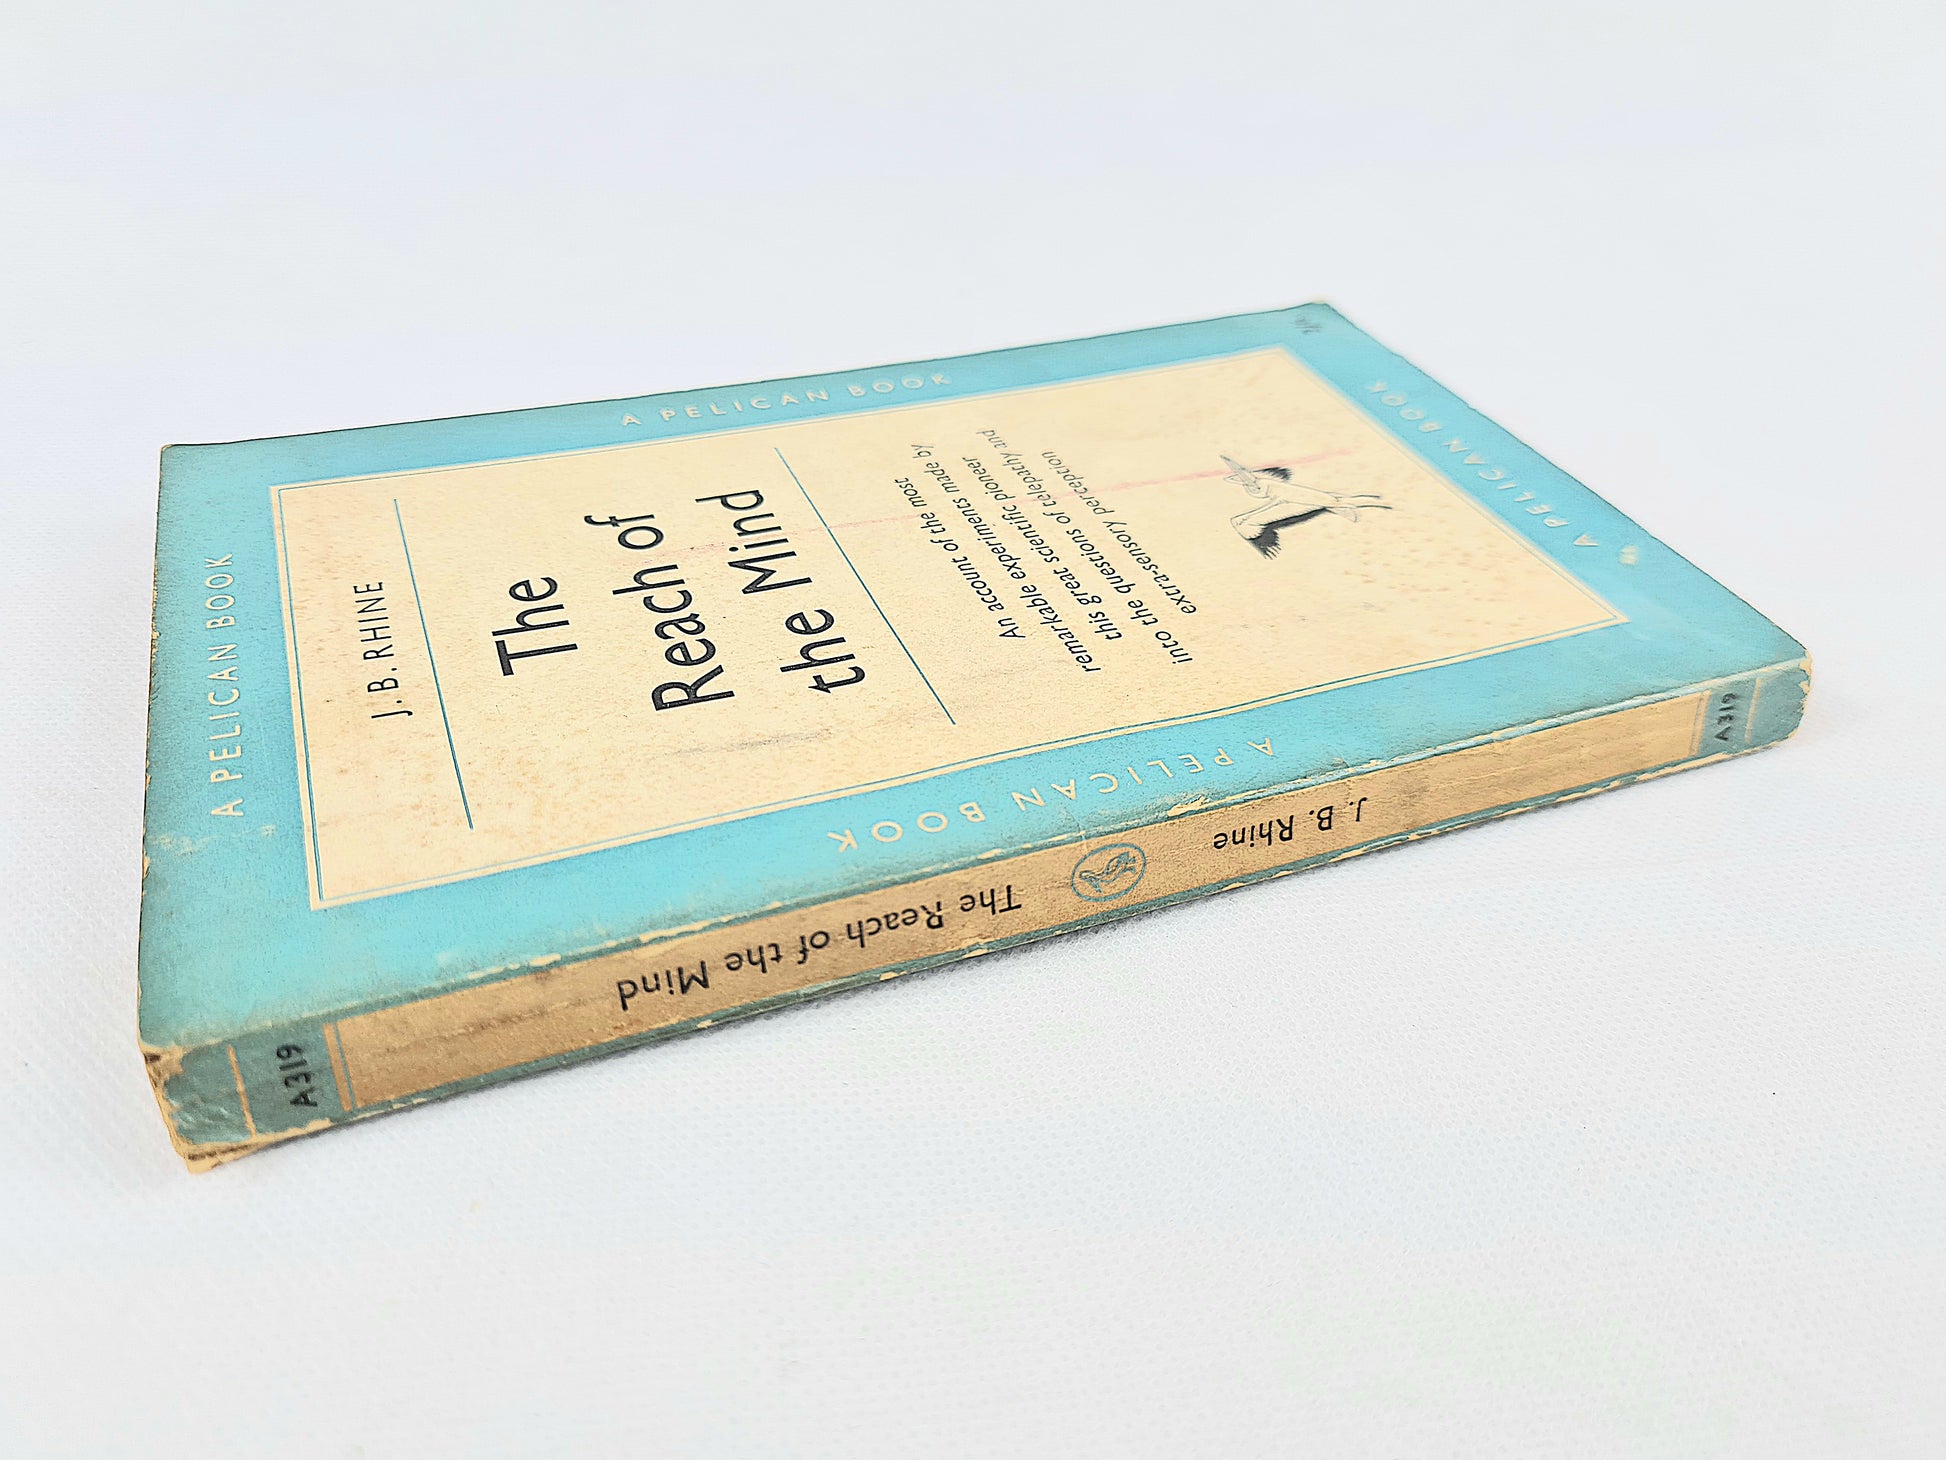 A PELICAN BOOK
J. B. RHINE
The
Reach of
the Mind
An account of the most
remarkable experiments made by
this great scientific pioneer
into the questions of telepathy and
extra-sensory perception
A PELICAN BOOK
A PELICAN BOOK
A PELICAN BOOK
A319
The Reach of the Mind
J. B. Rhine
A319